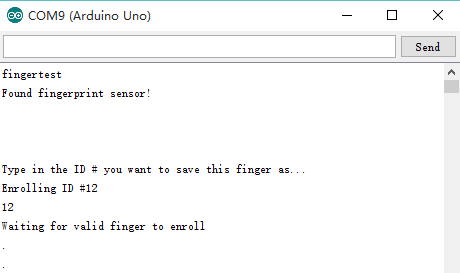 COM9 (Arduino Uno)
Send
fingertest
Found fingerprint sensor!
Type in the ID # you want to save this finger as...
Enrolling ID #12
12
Waiting for valid finger to enroll
.
.